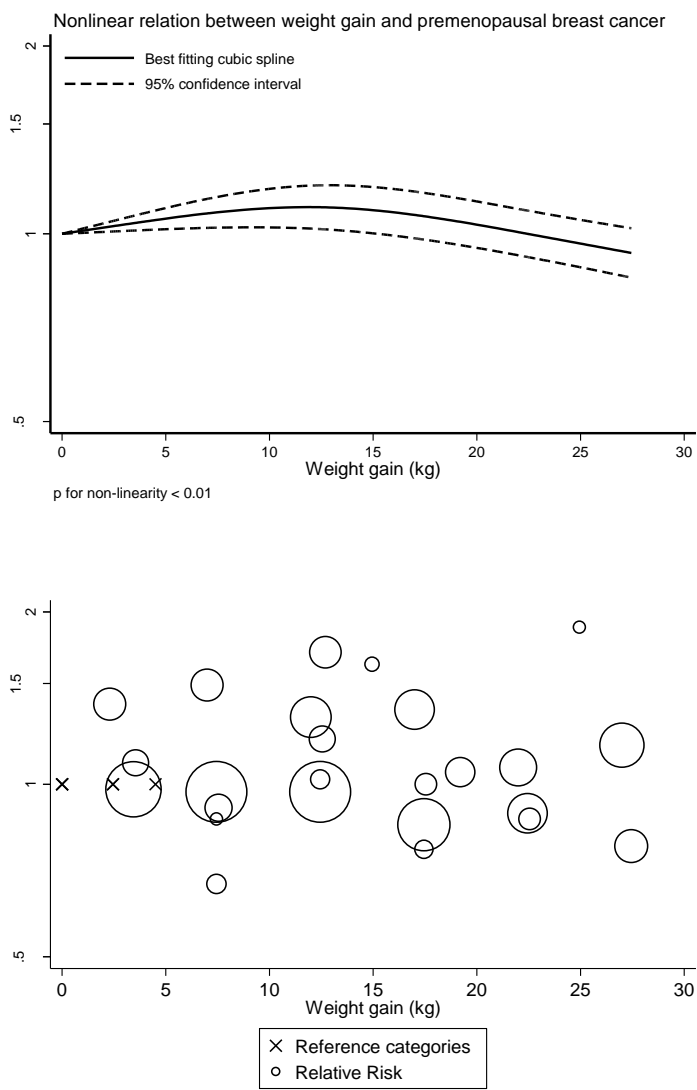 Nonlinear relation between weight gain and premenopausal breast cancer
2
Best fitting cubic spline
95% confidence interval
1.5
1
.5
0 5 10 15 20 25 30
Weight gain (kg)
p for non-linearity < 0.01
2
1.5
1
.5
0 5 10 15 20 25 30
Weight gain (kg)
Reference categories
Relative Risk